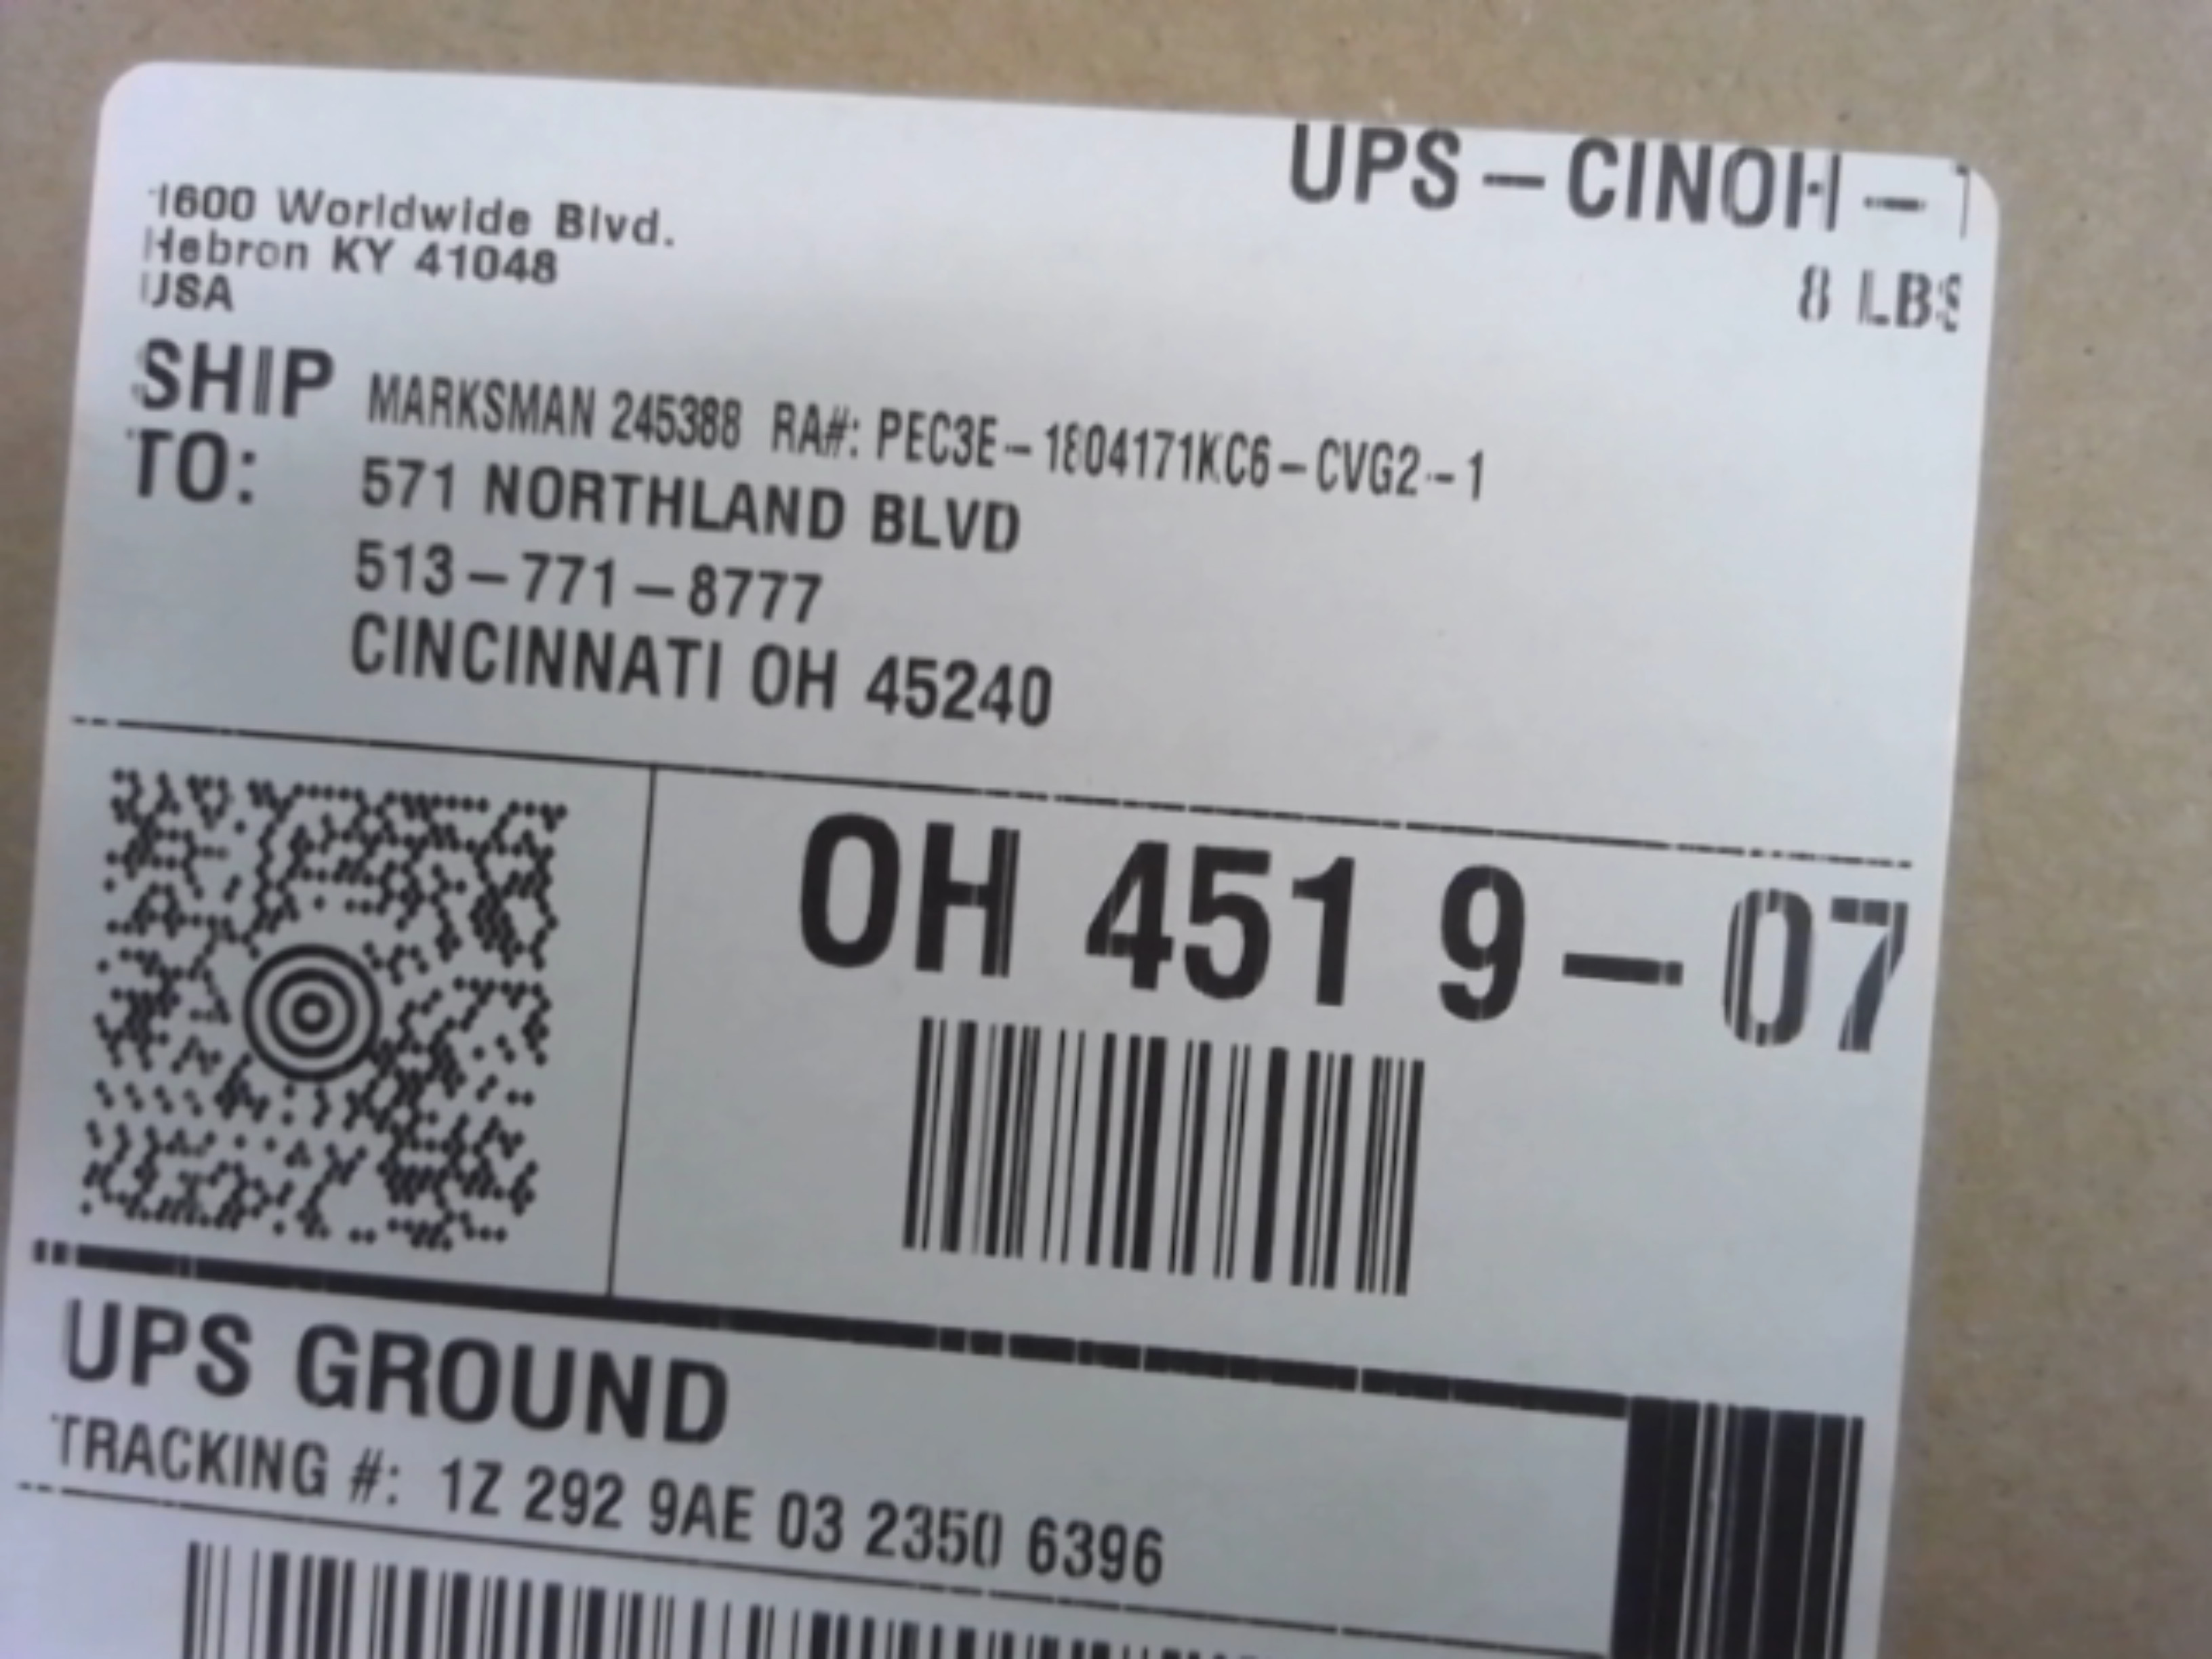 UPS - CINOH -
1600 Worldwide Blvd.
Hebron KY 41048
USA
8 LBS
SHIP TO:
MARKSMAN 245388 RA#: PEC3E - 1804171KC6 - CVG2 - 1
571 NORTHLAND BLVD
513 - 771 - 8777
CINCINNATI OH 45240
OH 451 9 - 07
UPS GROUND
TRACKING #: 1Z 292 9AE 03 2350 6396